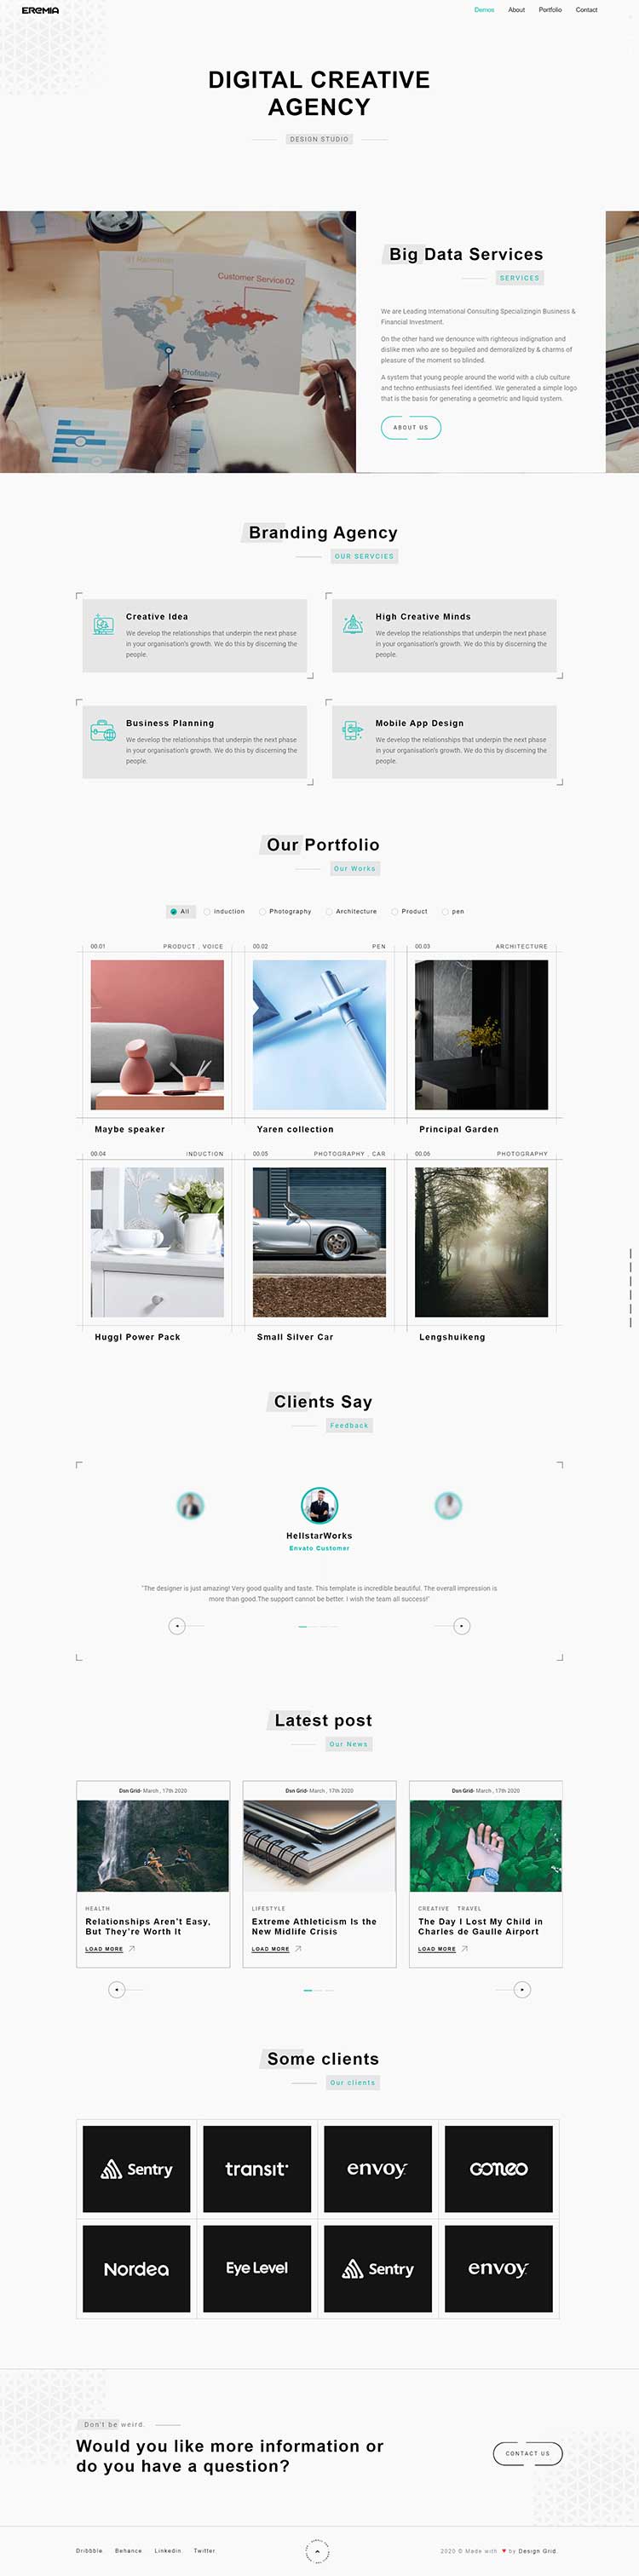 EREMIA
Demos About Portfolio Contact
DIGITAL CREATIVE
AGENCY
DESIGN STUDIO
01 Reinvention
Customer Service 02
Profitability
Big Data Services
SERVICES
We are Leading International Consulting Specializingin Business &
Financial Investment.
On the other hand we denounce with righteous indignation and
dislike men who are so beguiled and demoralized by & charms of
pleasure of the moment so blinded.
A system that young people around the world with a club culture
and techno enthusiasts feel identified. We generated a simple logo
that is the basis for generating a geometric and liquid system.
ABOUT US
Branding Agency
OUR SERVCIES
Creative Idea
We develop the relationships that underpin the next phase
in your organisation's growth. We do this by discerning the
people.
High Creative Minds
We develop the relationships that underpin the next phase
in your organisation's growth. We do this by discerning the
people.
Business Planning
We develop the relationships that underpin the next phase
in your organisation's growth. We do this by discerning the
people.
Mobile App Design
We develop the relationships that underpin the next phase
in your organisation's growth. We do this by discerning the
people.
Our Portfolio
Our Works
All Induction Photography Architecture Product pen
00.01 PRODUCT , VOICE
Maybe speaker
00.02 PEN
Yaren collection
00.03 ARCHITECTURE
Principal Garden
00.04 INDUCTION
Huggl Power Pack
00.05 PHOTOGRAPHY , CAR
Small Silver Car
00.06 PHOTOGRAPHY
Lengshuikeng
Clients Say
Feedback
HellstarWorks
Envato Customer
"The designer is just amazing! Very good quality and taste. This template is incredible beautiful. The overall impression is
more than good.The support cannot be better. I wish the team all success!"
Latest post
Our News
Dsn Grid- March , 17th 2020
HEALTH
Relationships Aren't Easy,
But They're Worth It
LOAD MORE
Dsn Grid- March , 17th 2020
LIFESTYLE
Extreme Athleticism Is the
New Midlife Crisis
LOAD MORE
Dsn Grid- March , 17th 2020
CREATIVE TRAVEL
The Day I Lost My Child in
Charles de Gaulle Airport
LOAD MORE
Some clients
Our clients
Sentry transit envoy
Nordea Eye Level Sentry envoy
Don't be weird.
Would you like more information or
do you have a question?
CONTACT US
Dribbble. Behance. Linkedin. Twitter.
2020 © Made with ♥ by Design Grid.